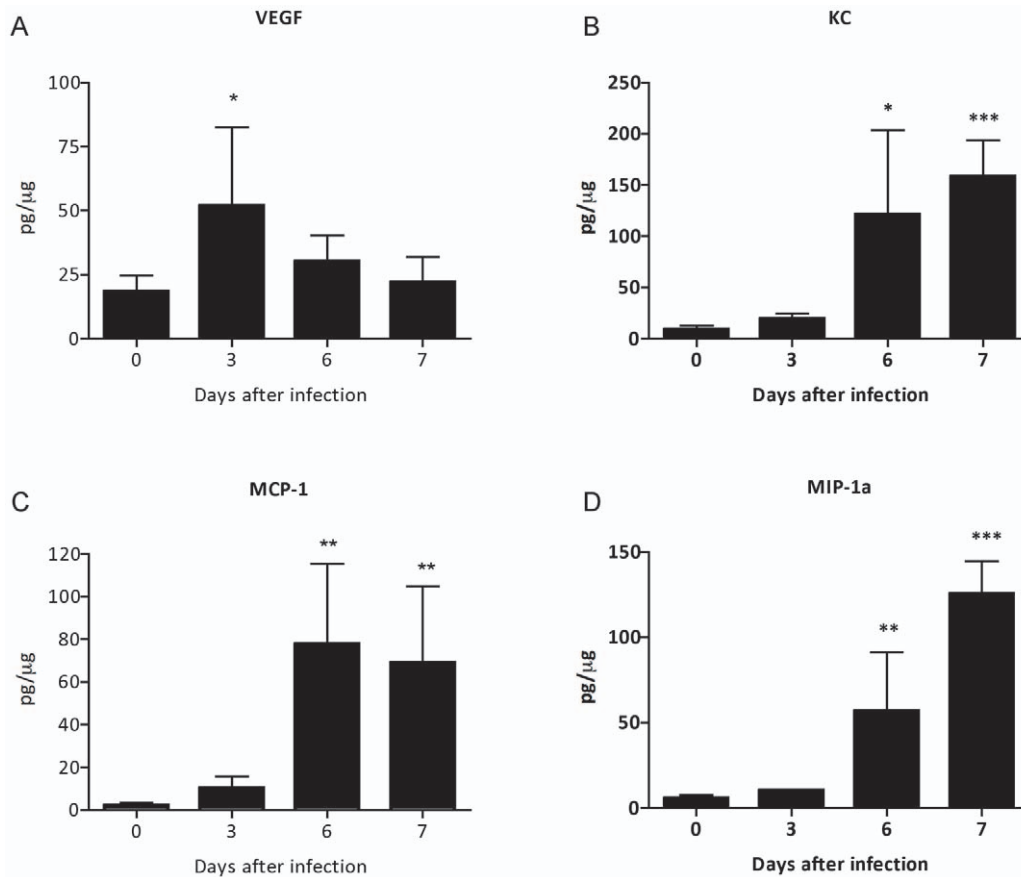 A
VEGF
100
75
50
25
0
pg/µg
*
0 3 6 7
Days after infection
B
KC
250
200
150
100
50
0
pg/µg
*
***
0 3 6 7
Days after infection
C
MCP-1
120
100
80
60
40
20
0
pg/µg
**
**
0 3 6 7
Days after infection
D
MIP-1a
150
100
50
0
pg/µg
**
***
0 3 6 7
Days after infection